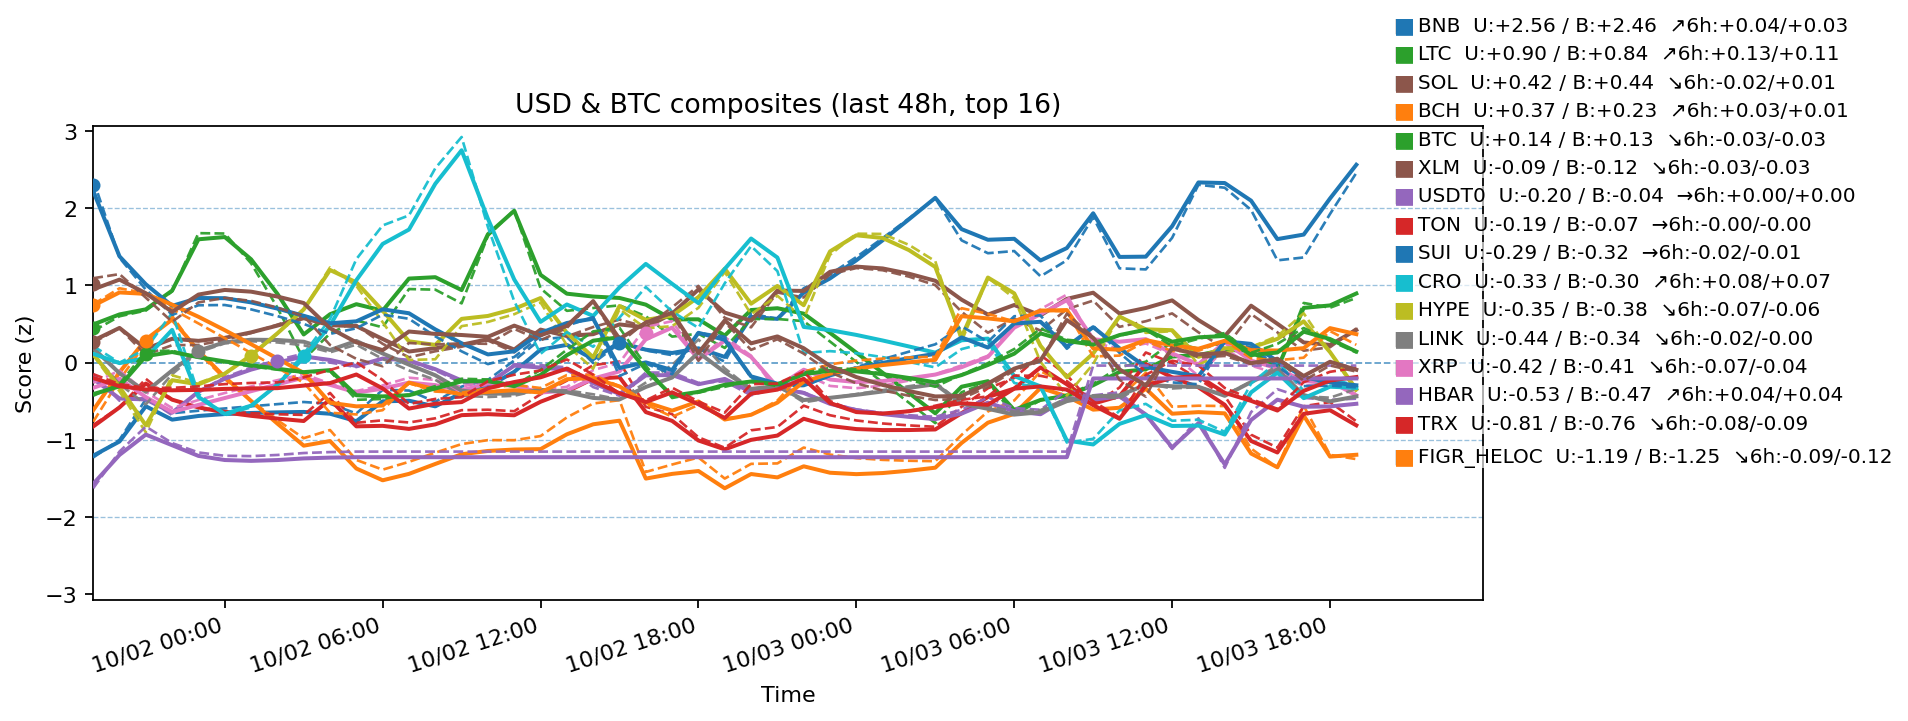 BNB  U:+2.56 / B:+2.46  ↗6h:+0.04/+0.03
LTC  U:+0.90 / B:+0.84  ↗6h:+0.13/+0.11
SOL  U:+0.42 / B:+0.44  ↘6h:-0.02/+0.01
BCH  U:+0.37 / B:+0.23  ↗6h:+0.03/+0.01
BTC  U:+0.14 / B:+0.13  ↘6h:-0.03/-0.03
XLM  U:-0.09 / B:-0.12  ↘6h:-0.03/-0.03
USDT0  U:-0.20 / B:-0.04  →6h:+0.00/+0.00
TON  U:-0.19 / B:-0.07  →6h:-0.00/-0.00
SUI  U:-0.29 / B:-0.32  →6h:-0.02/-0.01
CRO  U:-0.33 / B:-0.30  ↗6h:+0.08/+0.07
HYPE  U:-0.35 / B:-0.38  ↘6h:-0.07/-0.06
LINK  U:-0.44 / B:-0.34  ↘6h:-0.02/-0.00
XRP  U:-0.42 / B:-0.41  ↘6h:-0.07/-0.04
HBAR  U:-0.53 / B:-0.47  ↗6h:+0.04/+0.04
TRX  U:-0.81 / B:-0.76  ↘6h:-0.08/-0.09
FIGR_HELOC  U:-1.19 / B:-1.25  ↘6h:-0.09/-0.12
USD & BTC composites (last 48h, top 16)
Score (z)
3
2
1
0
−1
−2
−3
10/02 00:00
10/02 06:00
10/02 12:00
10/02 18:00
10/03 00:00
10/03 06:00
10/03 12:00
10/03 18:00
Time